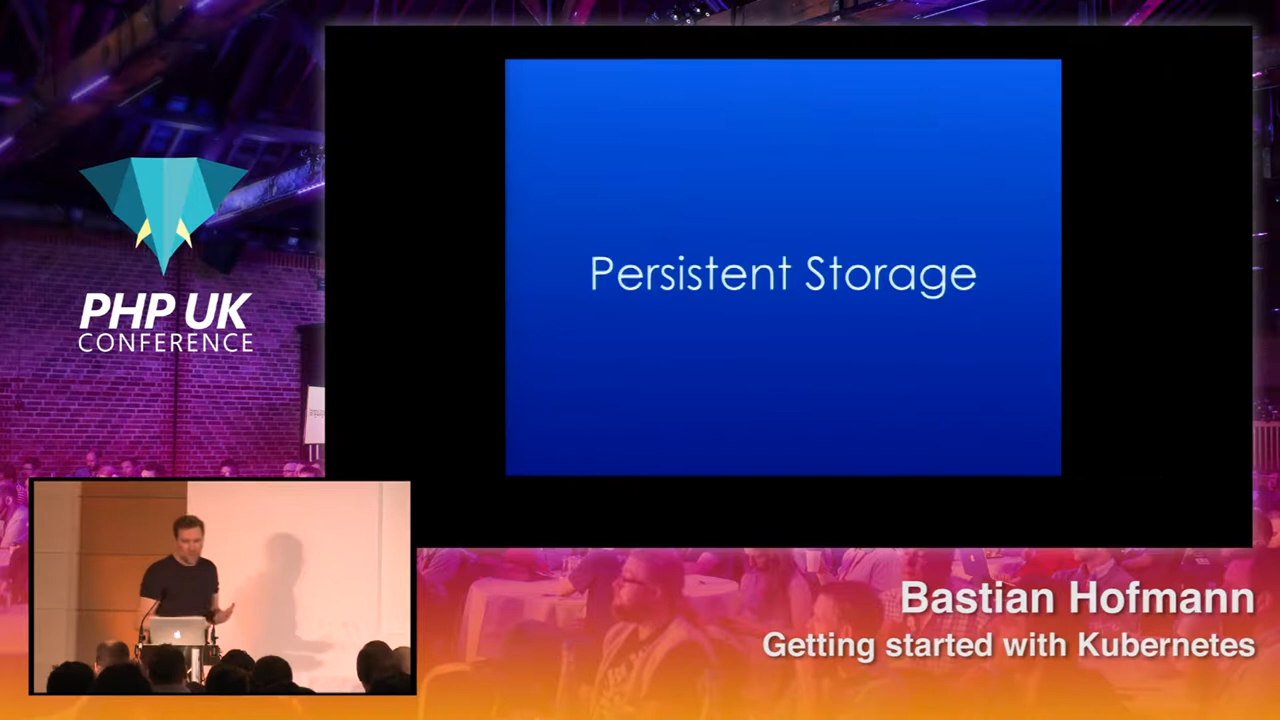 Persistent Storage
PHP UK
CONFERENCE
Bastian Hofmann
Getting started with Kubernetes